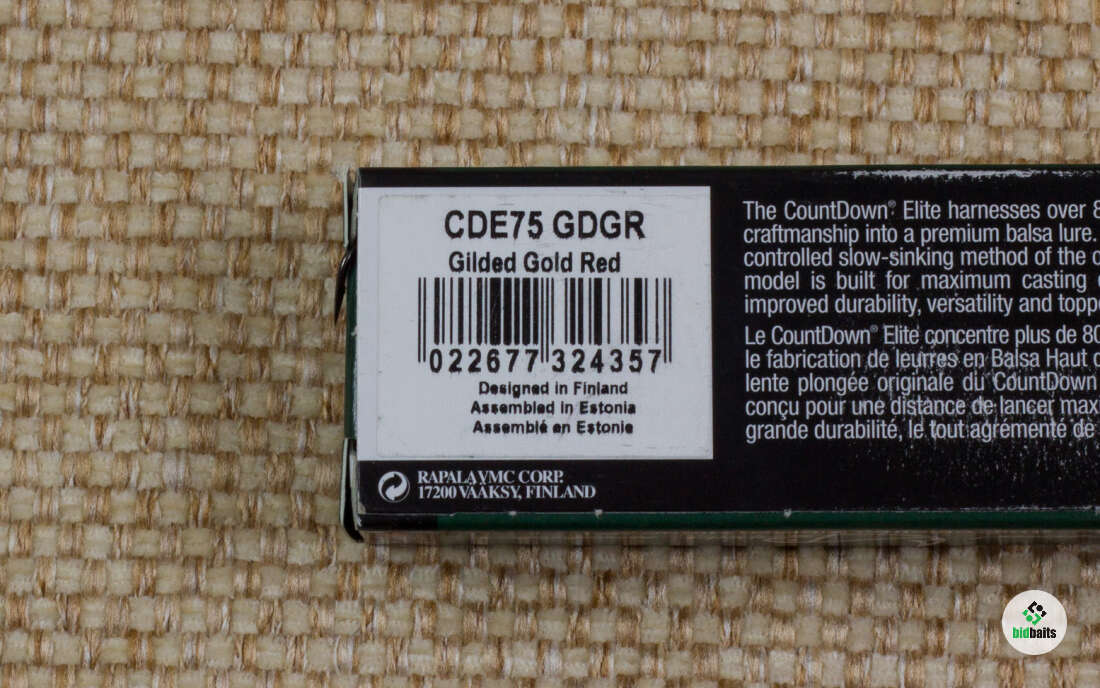 CDE75 GDGR
Gilded Gold Red
022677 324357
Designed in Finland
Assembled in Estonia
Assemblé en Estonie
RAPALA VMC CORP.
17200 VÄÄKSY, FINLAND
The CountDown® Elite harnesses over 8
craftmanship into a premium balsa lure.
controlled slow-sinking method of the
model is built for maximum casting
improved durability, versatility and
Le CountDown® Elite concentre plus de 80
le fabrication de leurres en Balsa Haut
lente plongée originale du CountDown
conçu pour une distance de lancer
grande durabilité, le tout agrémenté de
bidbaits